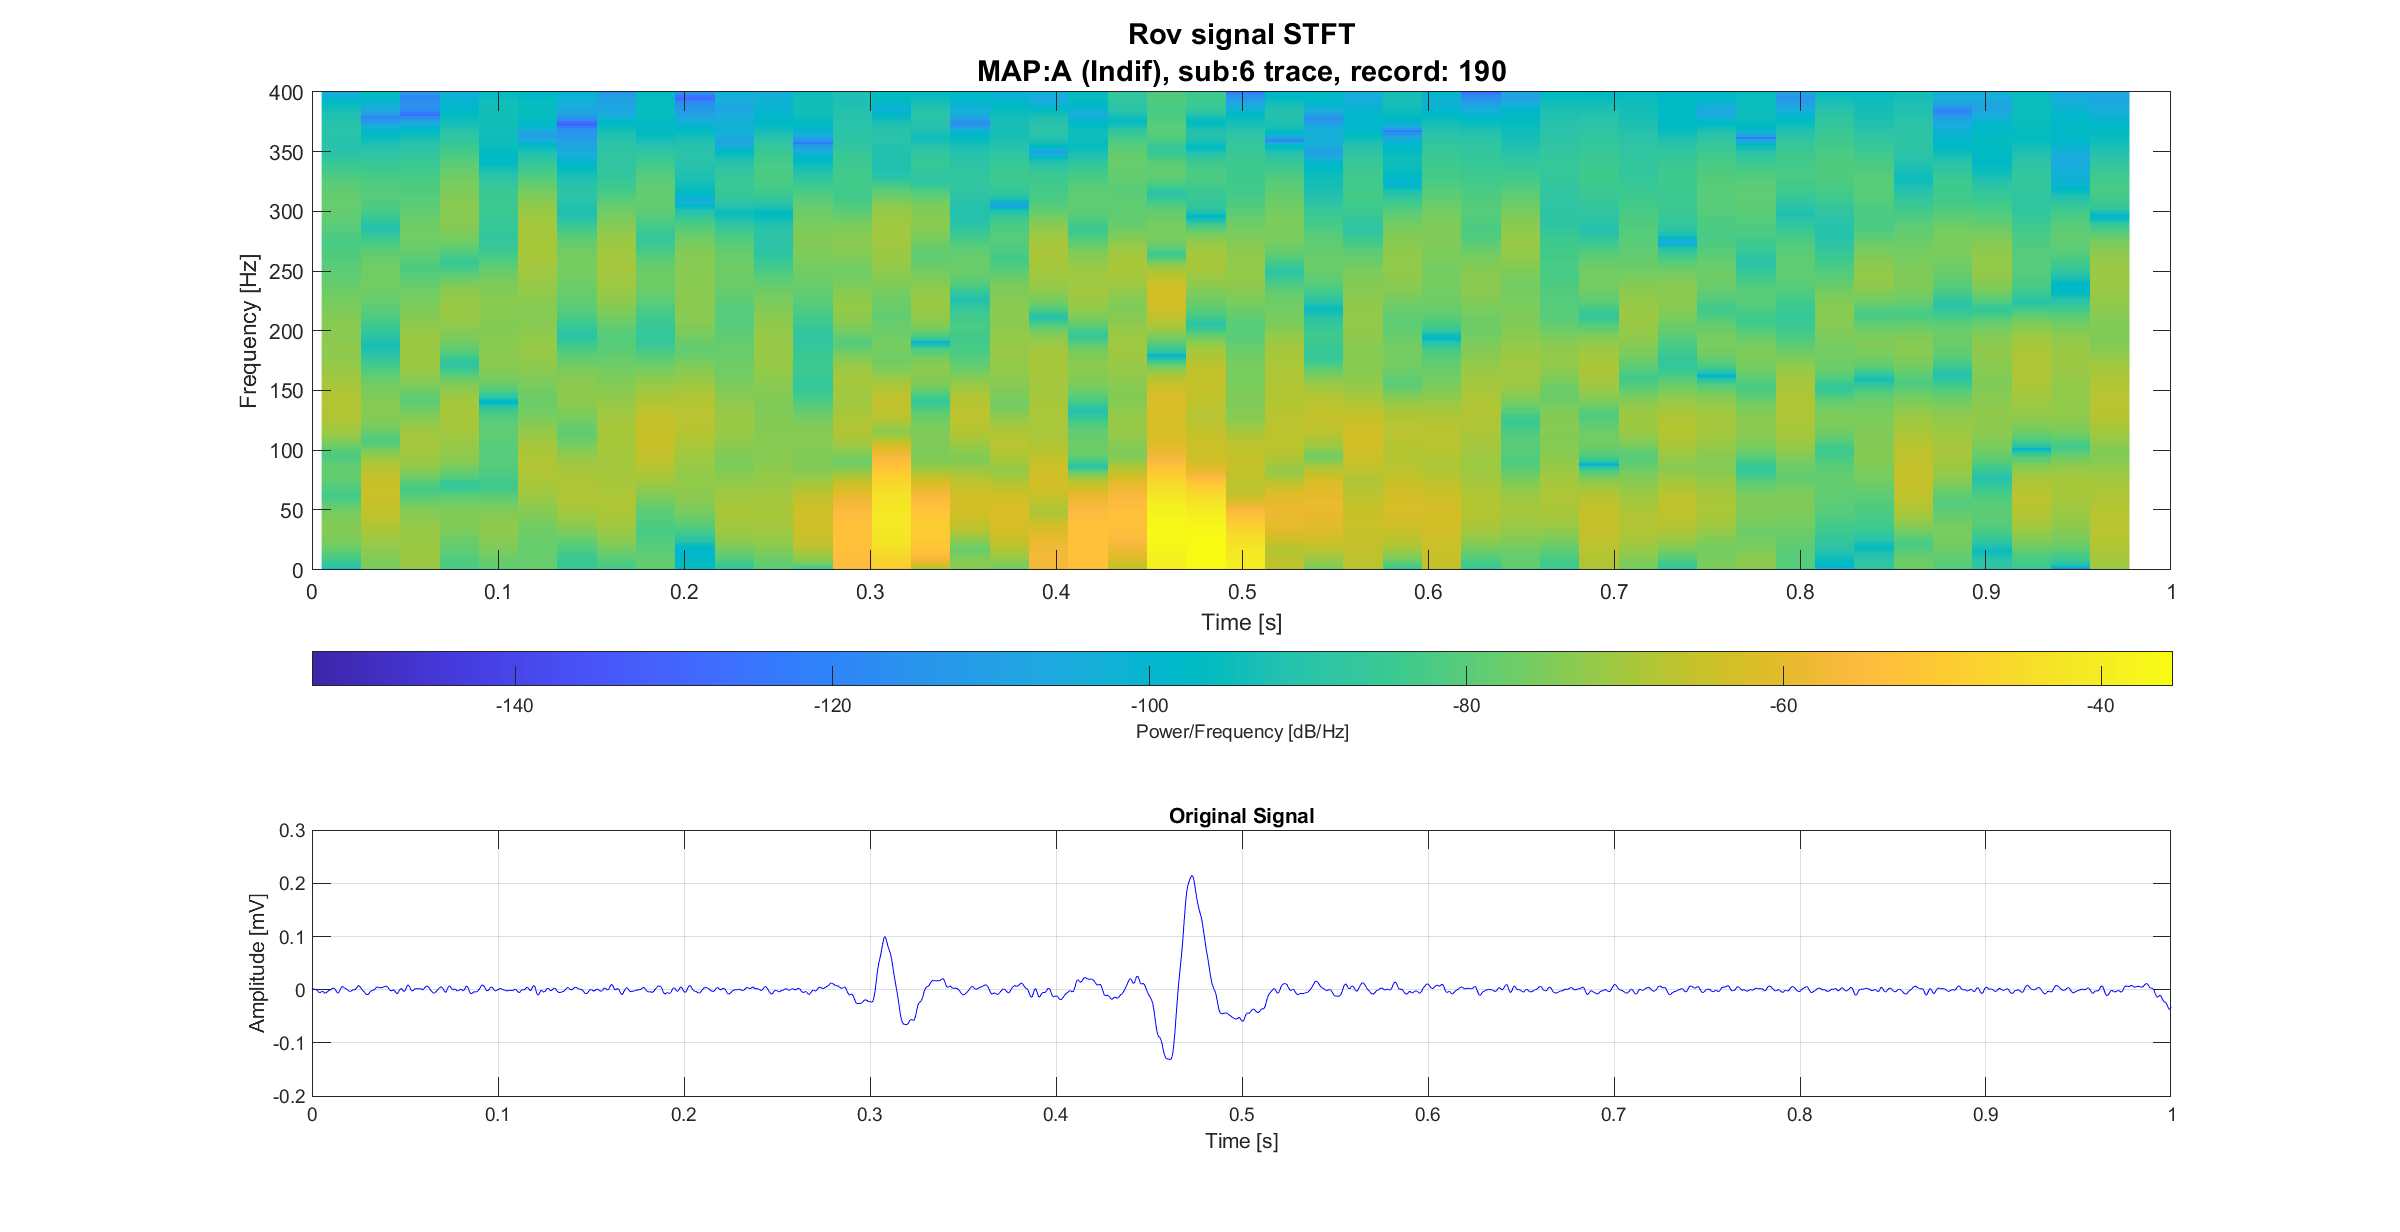 Rov signal STFT
MAP:A (Indif), sub:6 trace, record: 190
400
350
300
250
200
150
100
50
0
Frequency [Hz]
0 0.1 0.2 0.3 0.4 0.5 0.6 0.7 0.8 0.9 1
Time [s]
-140 -120 -100 -80 -60 -40
Power/Frequency [dB/Hz]
Original Signal
0.3
0.2
0.1
0
-0.1
-0.2
Amplitude [mV]
0 0.1 0.2 0.3 0.4 0.5 0.6 0.7 0.8 0.9 1
Time [s]